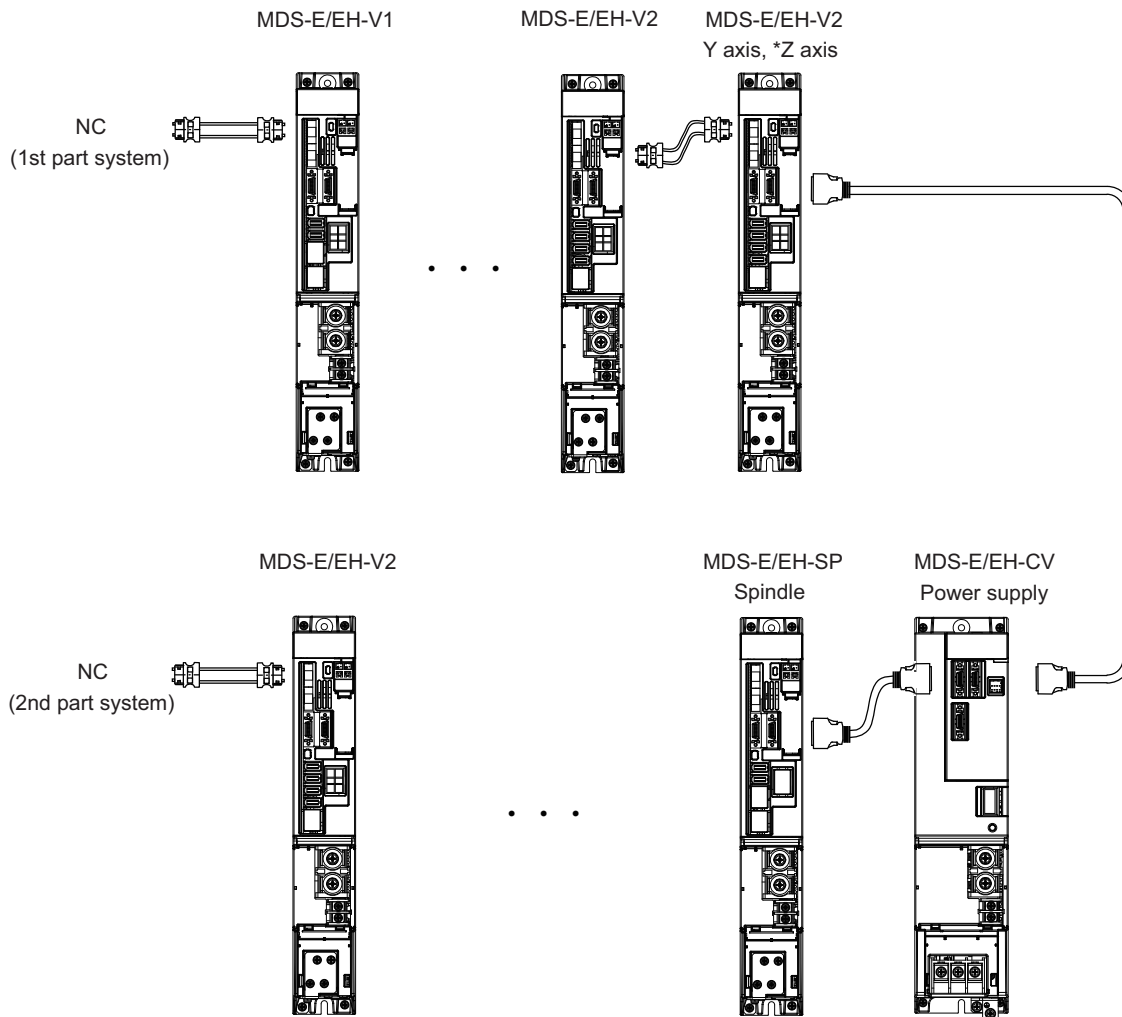 MDS-E/EH-V1
MDS-E/EH-V2
MDS-E/EH-V2
Y axis, *Z axis
NC
(1st part system)
. . .
MDS-E/EH-V2
MDS-E/EH-SP
Spindle
MDS-E/EH-CV
Power supply
NC
(2nd part system)
. . .